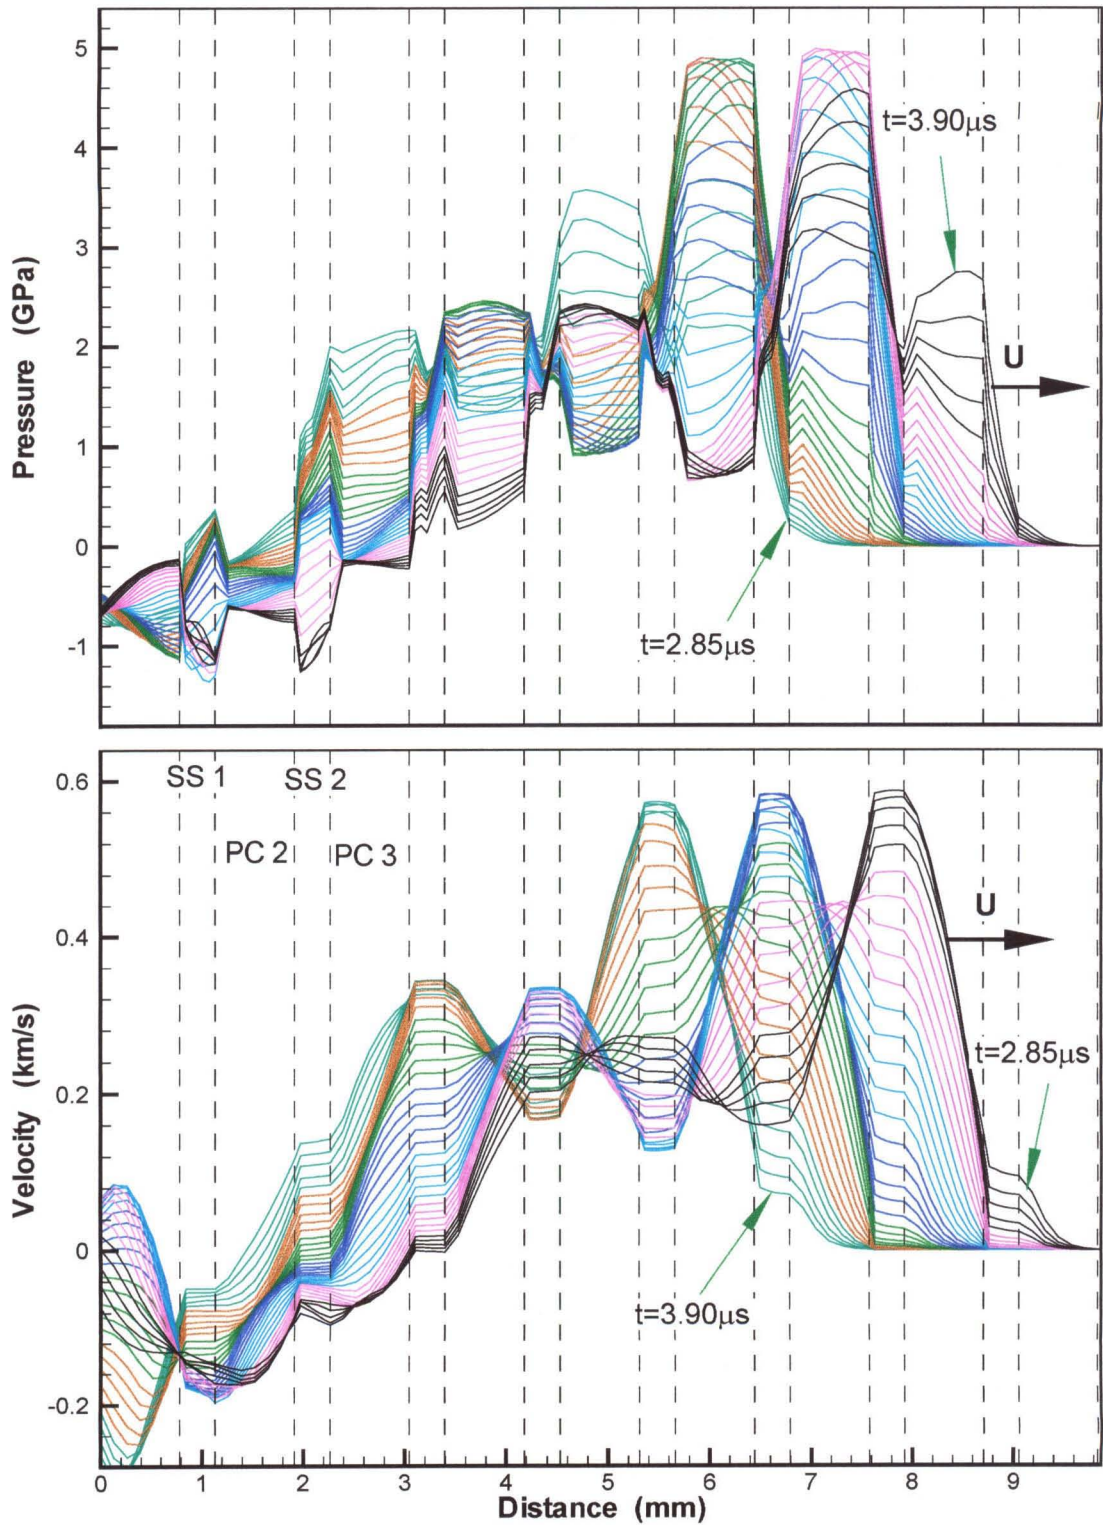 5
4
3
2
1
0
-1
Pressure (GPa)
t=3.90μs
U
t=2.85μs
0.6
0.4
0.2
0
-0.2
Velocity (km/s)
SS 1
SS 2
PC 2
PC 3
U
t=2.85μs
t=3.90μs
0 1 2 3 4 5 6 7 8 9
Distance (mm)